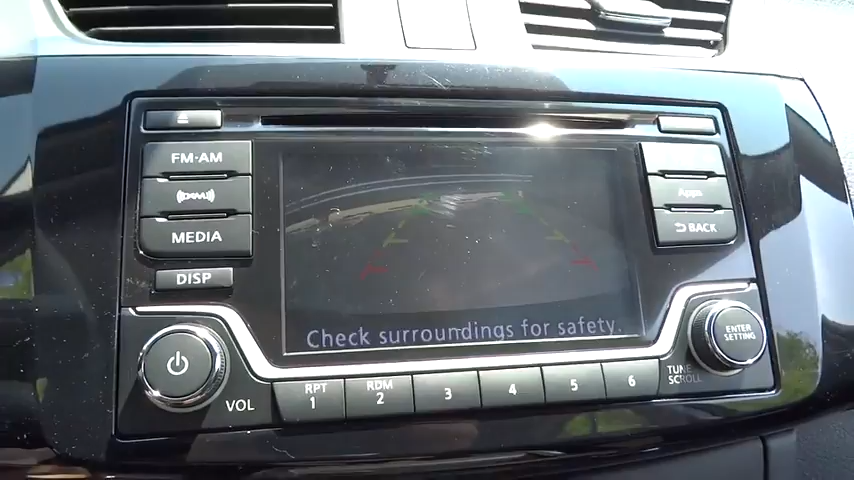 FM·AM
((SXM))
MEDIA
DISP
Apps
BACK
Check surroundings for safety.
ENTER
SETTING
TUNE
SCROLL
VOL
RPT
1
RDM
2
3
4
5
6